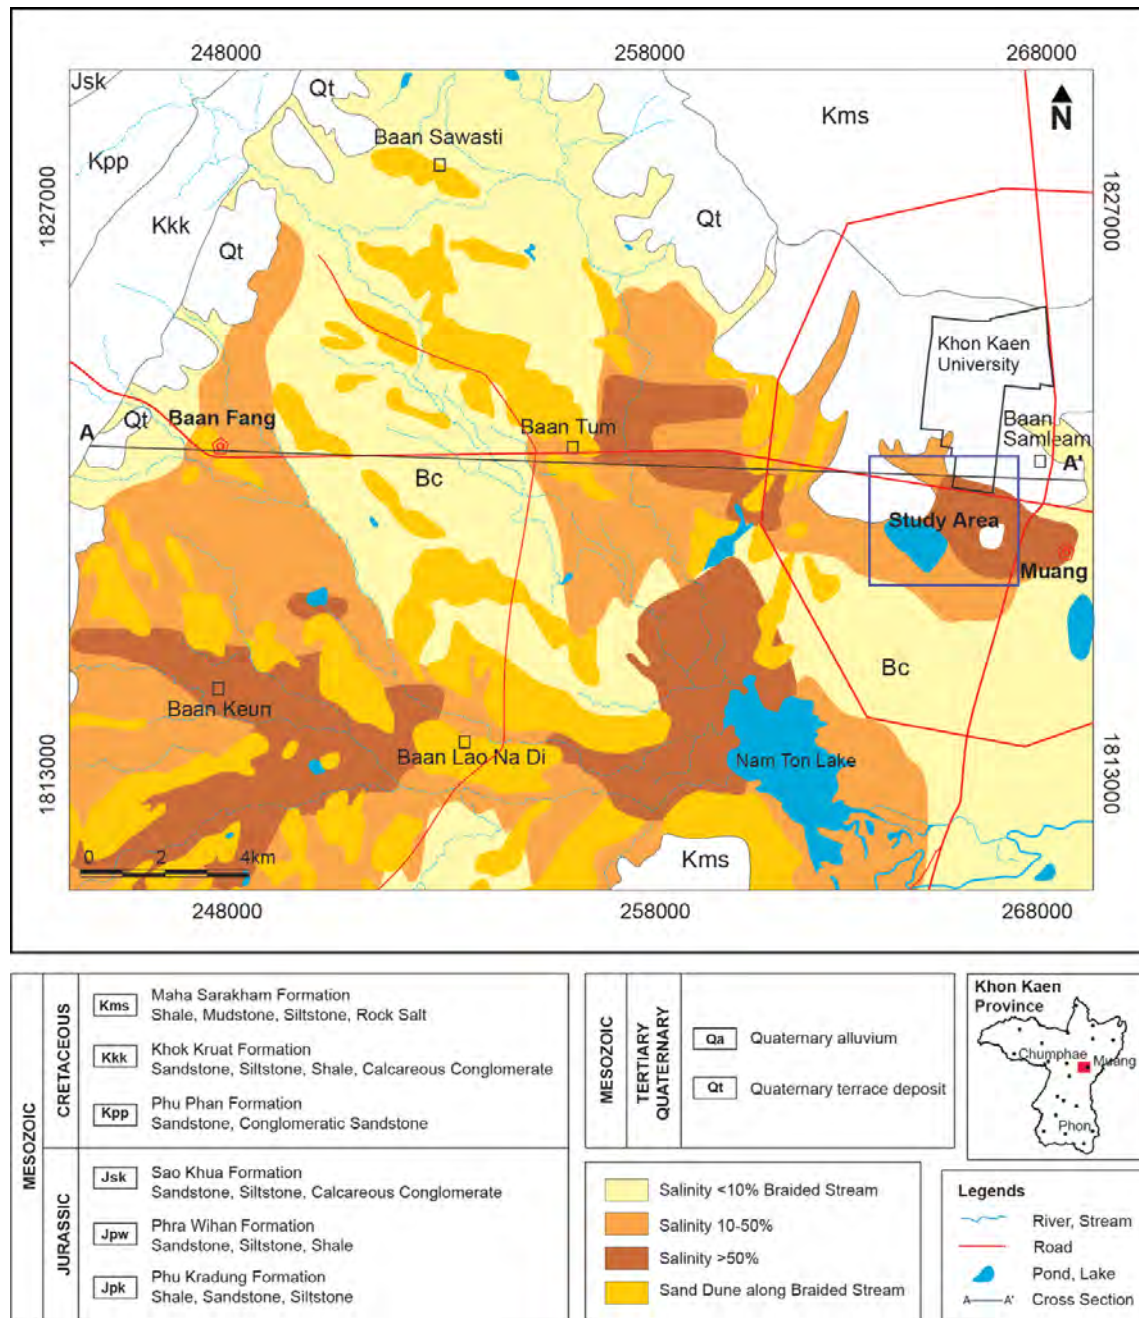 248000
258000
268000
Jsk
Qt
Kms
N
Baan Sawasti
Kpp
1827000
1827000
Kkk
Qt
Qt
Khon Kaen
University
Baan Fang
Qt
A
Baan Tum
Baan
Samleam
A'
Bc
Study Area
Muang
Bc
Baan Keun
Baan Lao Na Di
Nam Ton Lake
1813000
1813000
0 2 4km
Kms
248000
258000
268000
MESOZOIC
CRETACEOUS
Kms
Maha Sarakham Formation
Shale, Mudstone, Siltstone, Rock Salt
Kkk
Khok Kruat Formation
Sandstone, Siltstone, Shale, Calcareous Conglomerate
Kpp
Phu Phan Formation
Sandstone, Conglomeratic Sandstone
JURASSIC
Jsk
Sao Khua Formation
Sandstone, Siltstone, Calcareous Conglomerate
Jpw
Phra Wihan Formation
Sandstone, Siltstone, Shale
Jpk
Phu Kradung Formation
Shale, Sandstone, Siltstone
MESOZOIC
TERTIARY
QUATERNARY
Qa Quaternary alluvium
Qt Quaternary terrace deposit
Salinity <10% Braided Stream
Salinity 10-50%
Salinity >50%
Sand Dune along Braided Stream
Khon Kaen
Province
Chumphae
Muang
Phon
Legends
River, Stream
Road
Pond, Lake
A A' Cross Section